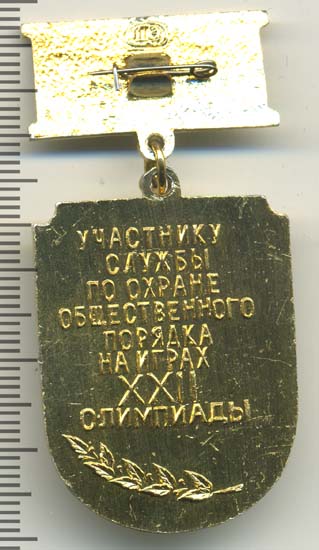 УЧАСТНИКУ
СЛУЖБЫ
ПО ОХРАНЕ
ОБЩЕСТВЕННОГО
ПОРЯДКА
НА ИГРАХ
XXII
ОЛИМПИАДЫ